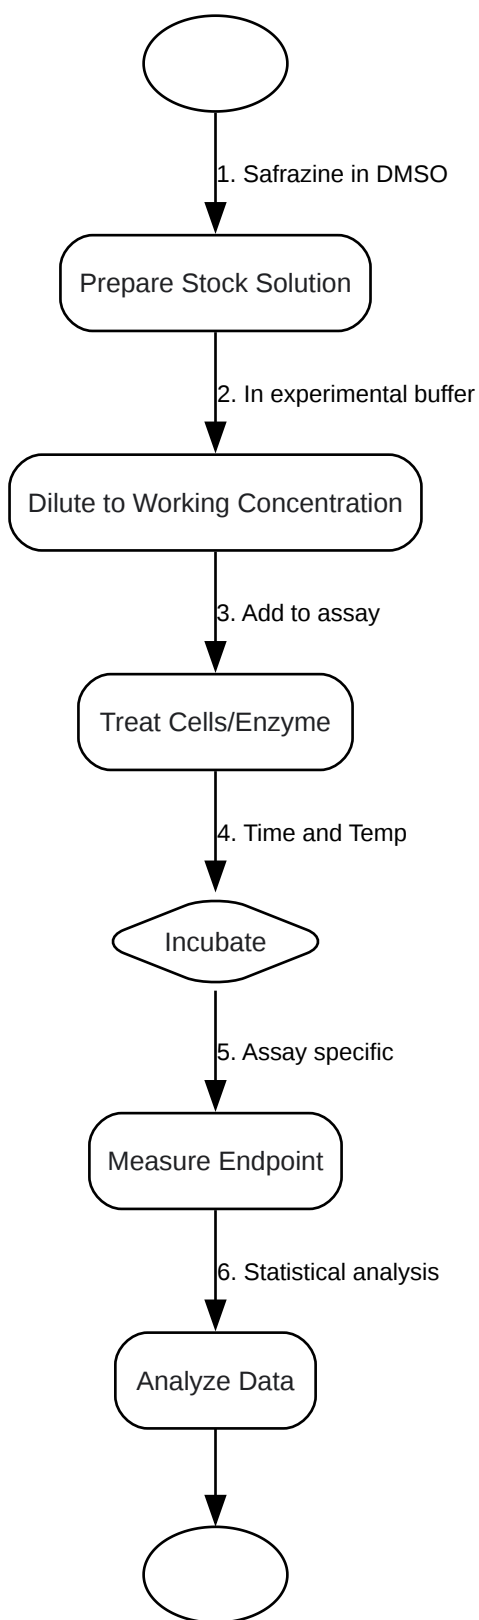 1. Safrazine in DMSO
Prepare Stock Solution
2. In experimental buffer
Dilute to Working Concentration
3. Add to assay
Treat Cells/Enzyme
4. Time and Temp
Incubate
5. Assay specific
Measure Endpoint
6. Statistical analysis
Analyze Data